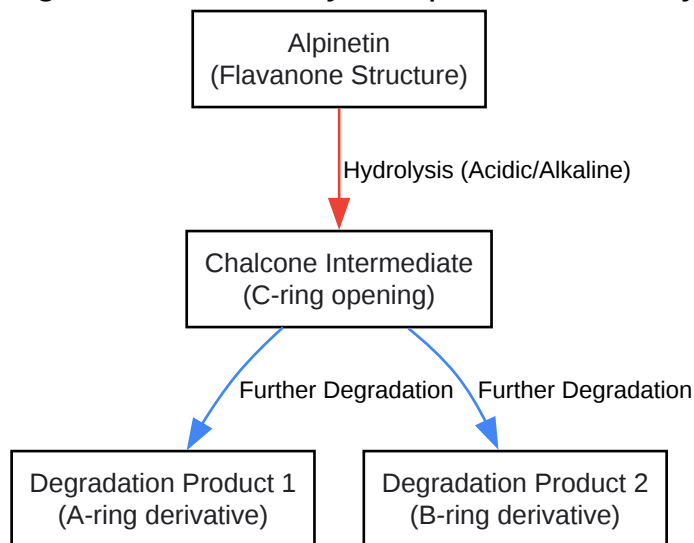 Alpinetin
(Flavanone Structure)
Hydrolysis (Acidic/Alkaline)
Chalcone Intermediate
(C-ring opening)
Further Degradation Further Degradation
Degradation Product 1
(A-ring derivative)
Degradation Product 2
(B-ring derivative)